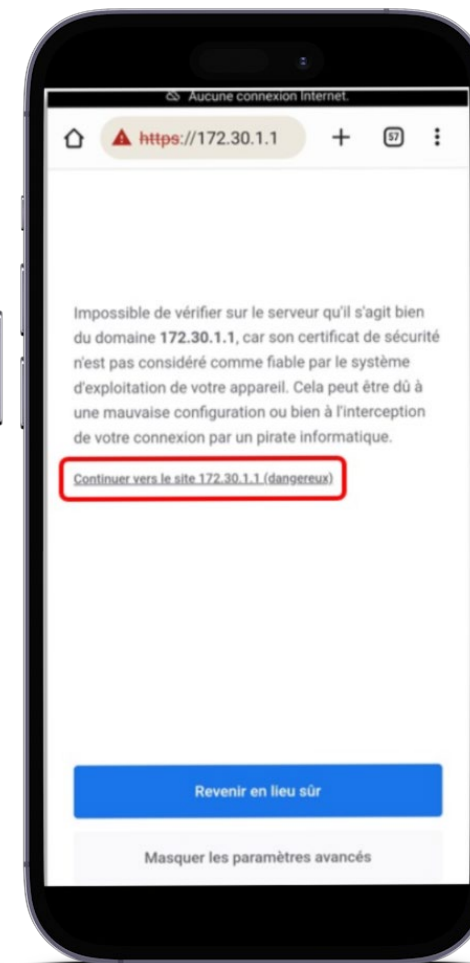 Aucune connexion Internet.
https://172.30.1.1
57
Impossible de vérifier sur le serveur qu'il s'agit bien
du domaine 172.30.1.1, car son certificat de sécurité
n'est pas considéré comme fiable par le système
d'exploitation de votre appareil. Cela peut être dû à
une mauvaise configuration ou bien à l'interception
de votre connexion par un pirate informatique.
Continuer vers le site 172.30.1.1 (dangereux)
Revenir en lieu sûr
Masquer les paramètres avancés